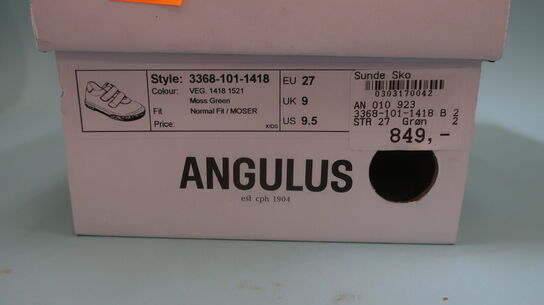 Style: 3368-101-1418
Colour: VEG. 1418 1521
Moss Green
Fit Normal Fit / MOSER
Price:
KIDS
EU 27
UK 9
US 9.5
Sunde Sko
0303170042
AN 010 923
3368-101-1418 B 2
STR 27 Grøn 2
849,-
ANGULUS
est cph 1904